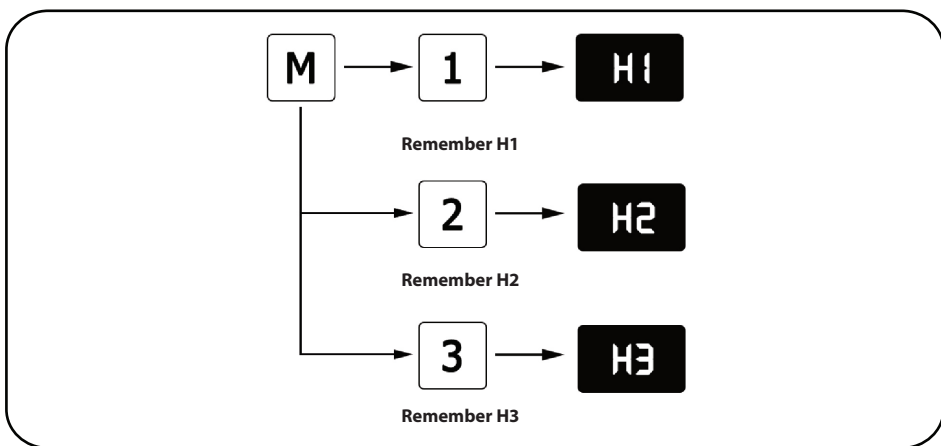 M 1 H1
Remember H1
2 H2
Remember H2
3 H3
Remember H3